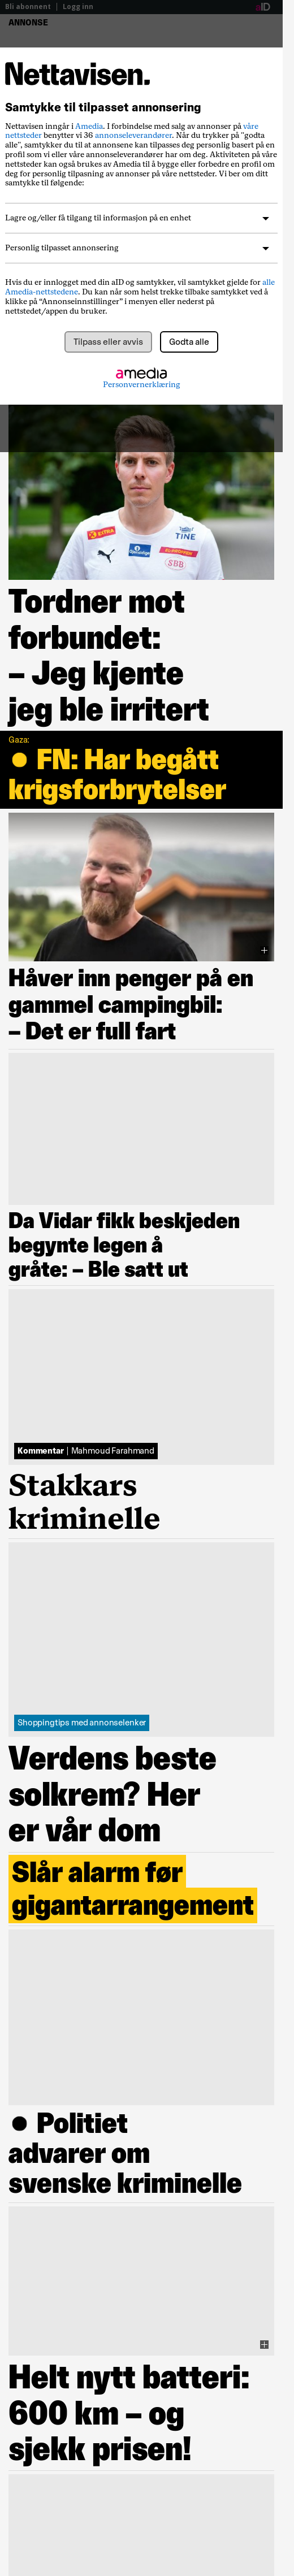 Bli abonnent | Logg inn
aID
ANNONSE
Nettavisen.
Samtykke til tilpasset annonsering
Nettavisen inngår i Amedia. I forbindelse med salg av annonser på våre
nettsteder benytter vi 36 annonseleverandører. Når du trykker på "godta
alle", samtykker du til at annonsene kan tilpasses deg personlig basert på en
profil som vi eller våre annonseleverandører har om deg. Aktiviteten på våre
nettsteder kan også brukes av Amedia til å bygge eller forbedre en profil om
deg for personlig tilpasning av annonser på våre nettsteder. Vi ber om ditt
samtykke til følgende:
Lagre og/eller få tilgang til informasjon på en enhet
Personlig tilpasset annonsering
Hvis du er innlogget med din aID og samtykker, vil samtykket gjelde for alle
Amedia-nettstedene. Du kan når som helst trekke tilbake samtykket ved å
klikke på “Annonseinnstillinger” i menyen eller nederst på
nettstedet/appen du bruker.
Tilpass eller avvis
Godta alle
amedia
Personvernerklæring
EXTRA
TINE
SBB
Tordner mot
forbundet:
– Jeg kjente
jeg ble irritert
Gaza:
● FN: Har begått
krigsforbrytelser
Håver inn penger på en
gammel campingbil:
– Det er full fart
Da Vidar fikk beskjeden
begynte legen å
gråte: – Ble satt ut
Kommentar | Mahmoud Farahmand
Stakkars
kriminelle
Shoppingtips med annonselenker
Verdens beste
solkrem? Her
er vår dom
Slår alarm før
gigantarrangement
● Politiet
advarer om
svenske kriminelle
Helt nytt batteri:
600 km – og
sjekk prisen!